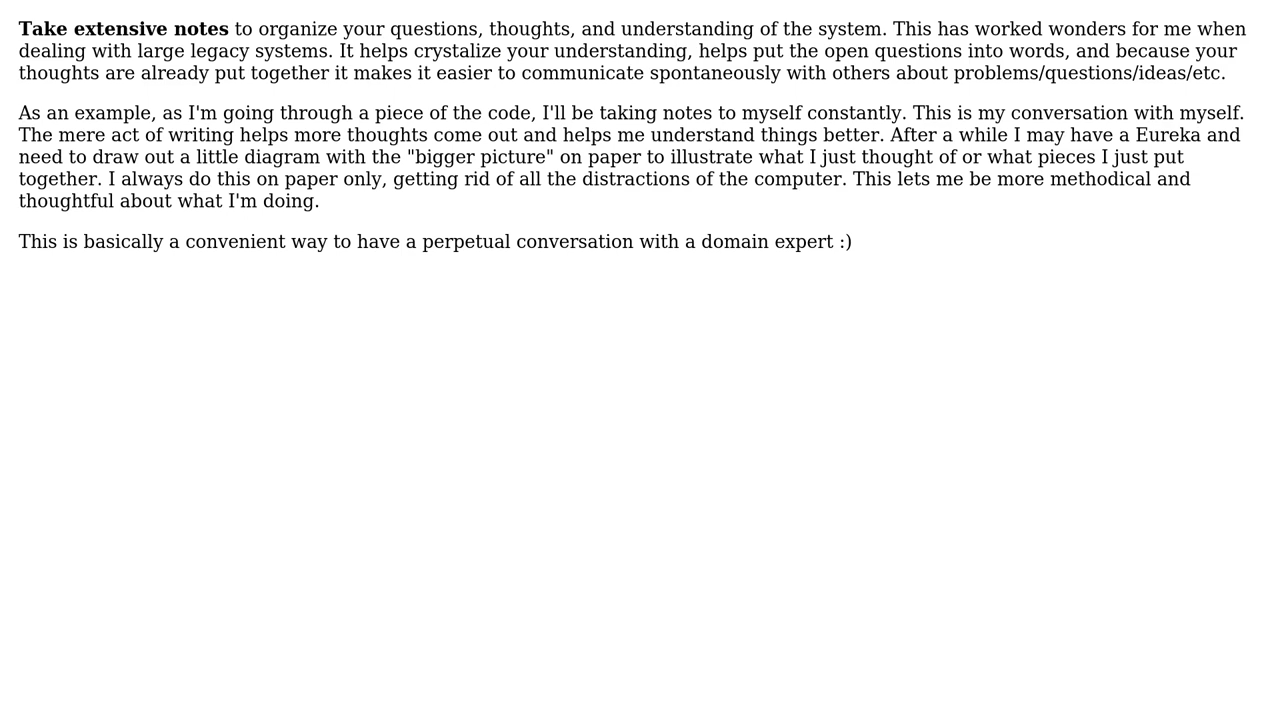 Take extensive notes to organize your questions, thoughts, and understanding of the system. This has worked wonders for me when
dealing with large legacy systems. It helps crystalize your understanding, helps put the open questions into words, and because your
thoughts are already put together it makes it easier to communicate spontaneously with others about problems/questions/ideas/etc.
As an example, as I'm going through a piece of the code, I'll be taking notes to myself constantly. This is my conversation with myself.
The mere act of writing helps more thoughts come out and helps me understand things better. After a while I may have a Eureka and
need to draw out a little diagram with the "bigger picture" on paper to illustrate what I just thought of or what pieces I just put
together. I always do this on paper only, getting rid of all the distractions of the computer. This lets me be more methodical and
thoughtful about what I'm doing.
This is basically a convenient way to have a perpetual conversation with a domain expert :)